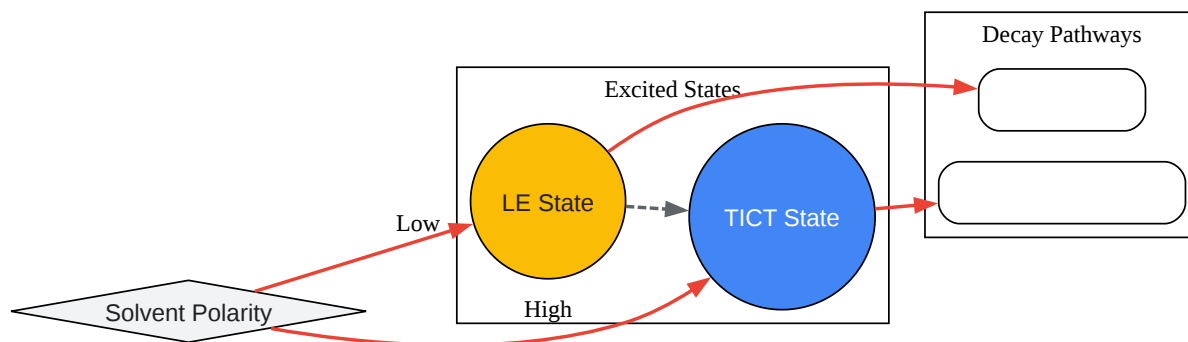 Decay Pathways
Excited States
LE State
TICT State
Low
High
Solvent Polarity